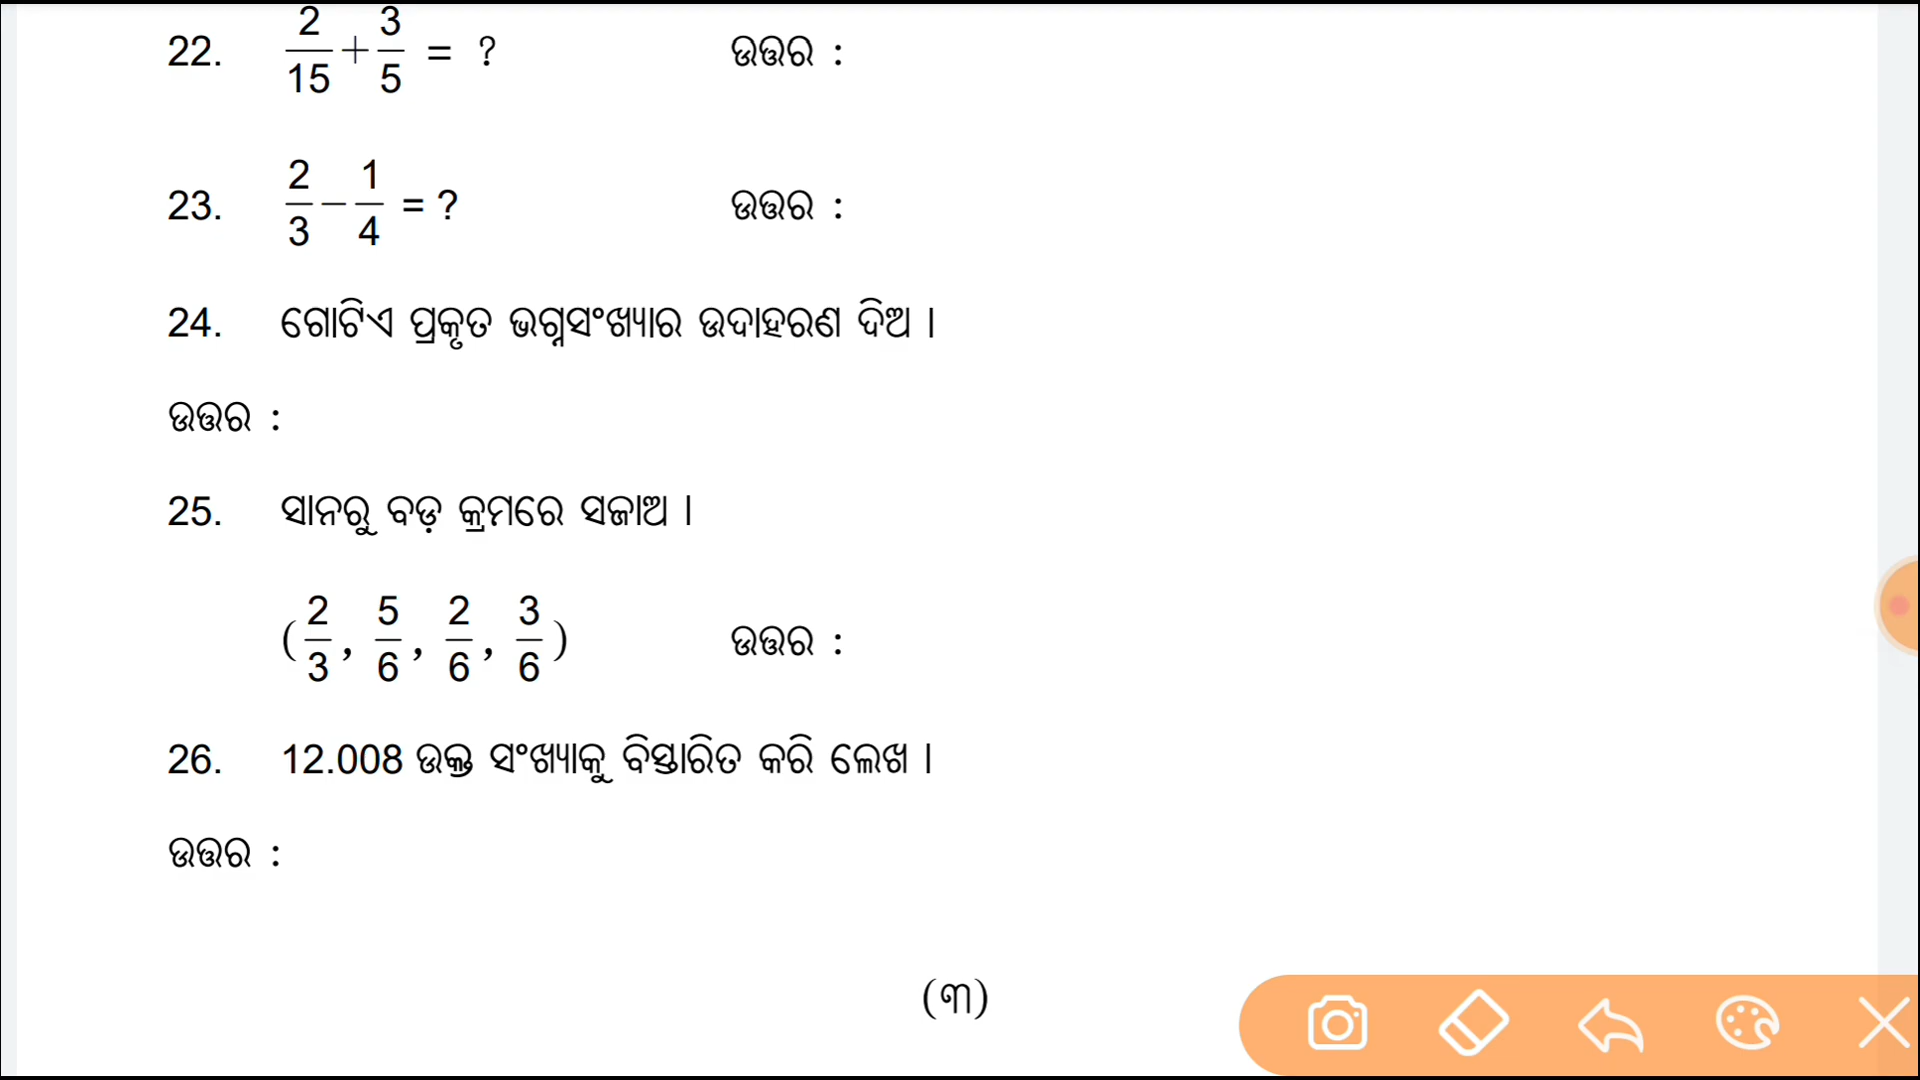 22. 2/15 + 3/5 = ? ଉତ୍ତର :
23. 2/3 − 1/4 = ? ଉତ୍ତର :
24. ଗୋଟିଏ ପ୍ରକୃତ ଭଗ୍ନସଂଖ୍ୟାର ଉଦାହରଣ ଦିଅ ।
ଉତ୍ତର :
25. ସାନରୁ ବଡ଼ କ୍ରମରେ ସଜାଅ ।
(2/3, 5/6, 2/6, 3/6) ଉତ୍ତର :
26. 12.008 ଉକ୍ତ ସଂଖ୍ୟାକୁ ବିସ୍ତାରିତ କରି ଲେଖ ।
ଉତ୍ତର :
(୩)